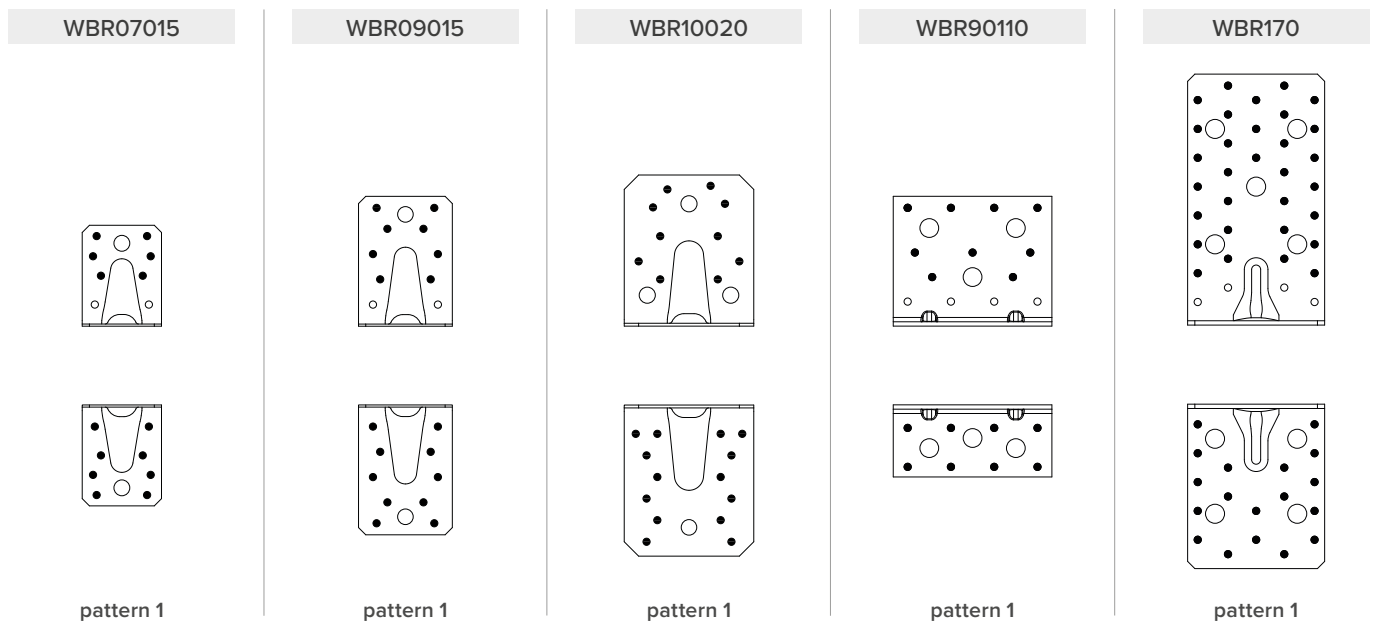 WBR07015
WBR09015
WBR10020
WBR90110
WBR170
pattern 1
pattern 1
pattern 1
pattern 1
pattern 1